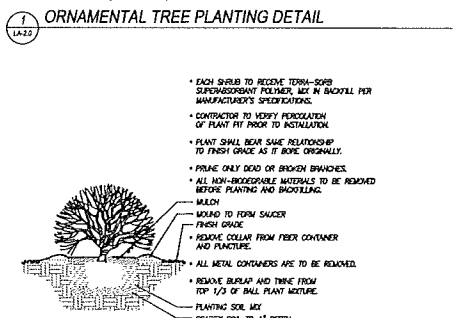 1
LA-2.0
ORNAMENTAL TREE PLANTING DETAIL
• EACH SHRUB TO RECEIVE TERRA-SORB
SUPERABSORBANT POLYMER, MIX IN BACKFILL PER
MANUFACTURER'S SPECIFICATIONS.
• CONTRACTOR TO VERIFY PERCOLATION
OF PLANT PIT PRIOR TO INSTALLATION.
• PLANT SHALL BEAR SAME RELATIONSHIP
TO FINISH GRADE AS IT BORE ORIGINALLY.
• PRUNE ONLY DEAD OR BROKEN BRANCHES.
• ALL NON-BIODEGRABLE MATERIALS TO BE REMOVED
BEFORE PLANTING AND BACKFILLING.
MULCH
MOUND TO FORM SAUCER
FINISH GRADE
• REMOVE COLLAR FROM FIBER CONTAINER
AND PUNCTURE.
• ALL METAL CONTAINERS ARE TO BE REMOVED.
• REMOVE BURLAP AND TWINE FROM
TOP 1/3 OF BALL PLANT MIXTURE.
PLANTING SOIL MIX
SOIL TO